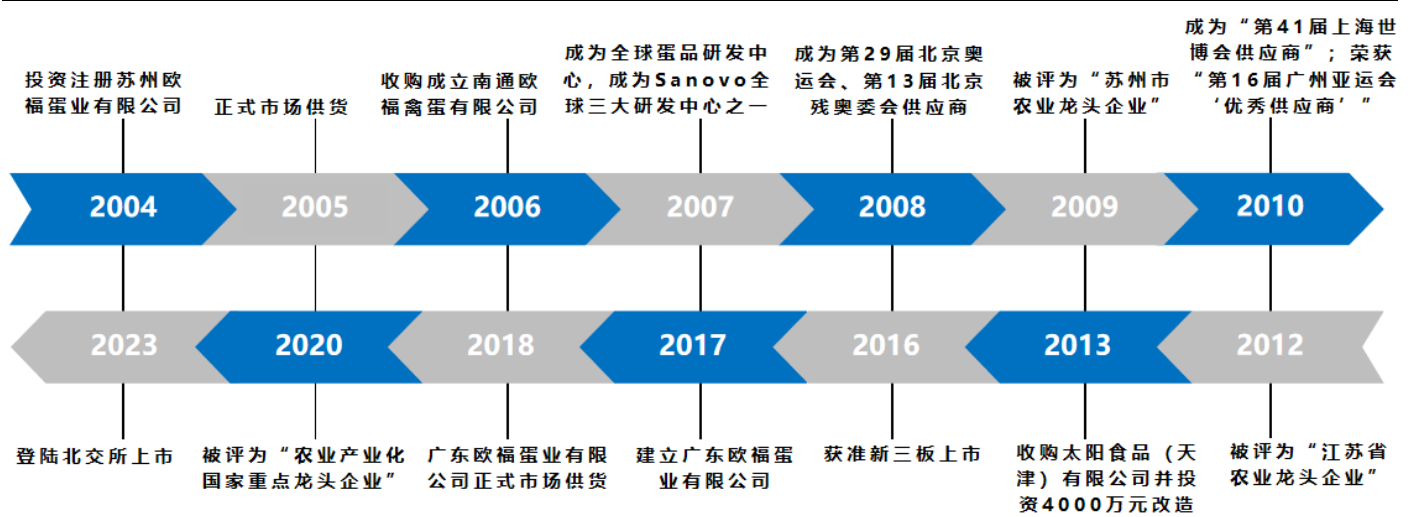 投资注册苏州欧
福蛋业有限公司
正式市场供货
收购成立南通欧
福禽蛋有限公司
成为全球蛋品研发中
心，成为Sanovo全
球三大研发中心之一
成为第29届北京奥
运会、第13届北京
残奥委会供应商
被评为“苏州市
农业龙头企业”
成为“第41届上海世
博会供应商”；荣获
“第16届广州亚运会
‘优秀供应商’”
2004
2005
2006
2007
2008
2009
2010
2023
2020
2018
2017
2016
2013
2012
登陆北交所上市
被评为“农业产业化
国家重点龙头企业”
广东欧福蛋业有限
公司正式市场供货
建立广东欧福蛋
业有限公司
获准新三板上市
收购太阳食品（天
津）有限公司并投
资4000万元改造
被评为“江苏省
农业龙头企业”